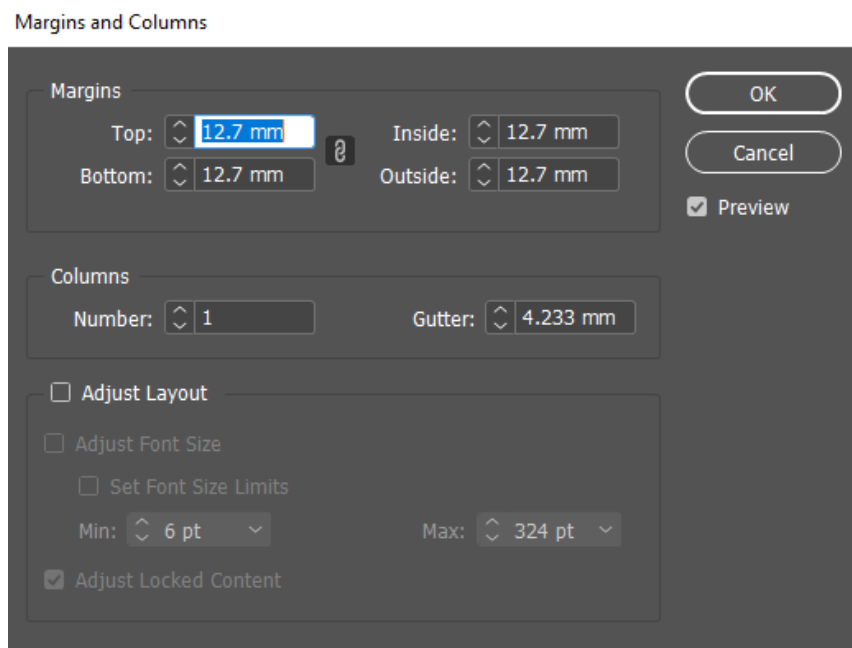 Margins and Columns
Margins
Top: 12.7 mm Inside: 12.7 mm
Bottom: 12.7 mm Outside: 12.7 mm
OK
Cancel
Preview
Columns
Number: 1 Gutter: 4.233 mm
Adjust Layout
Adjust Font Size
Set Font Size Limits
Min: 6 pt Max: 324 pt
Adjust Locked Content